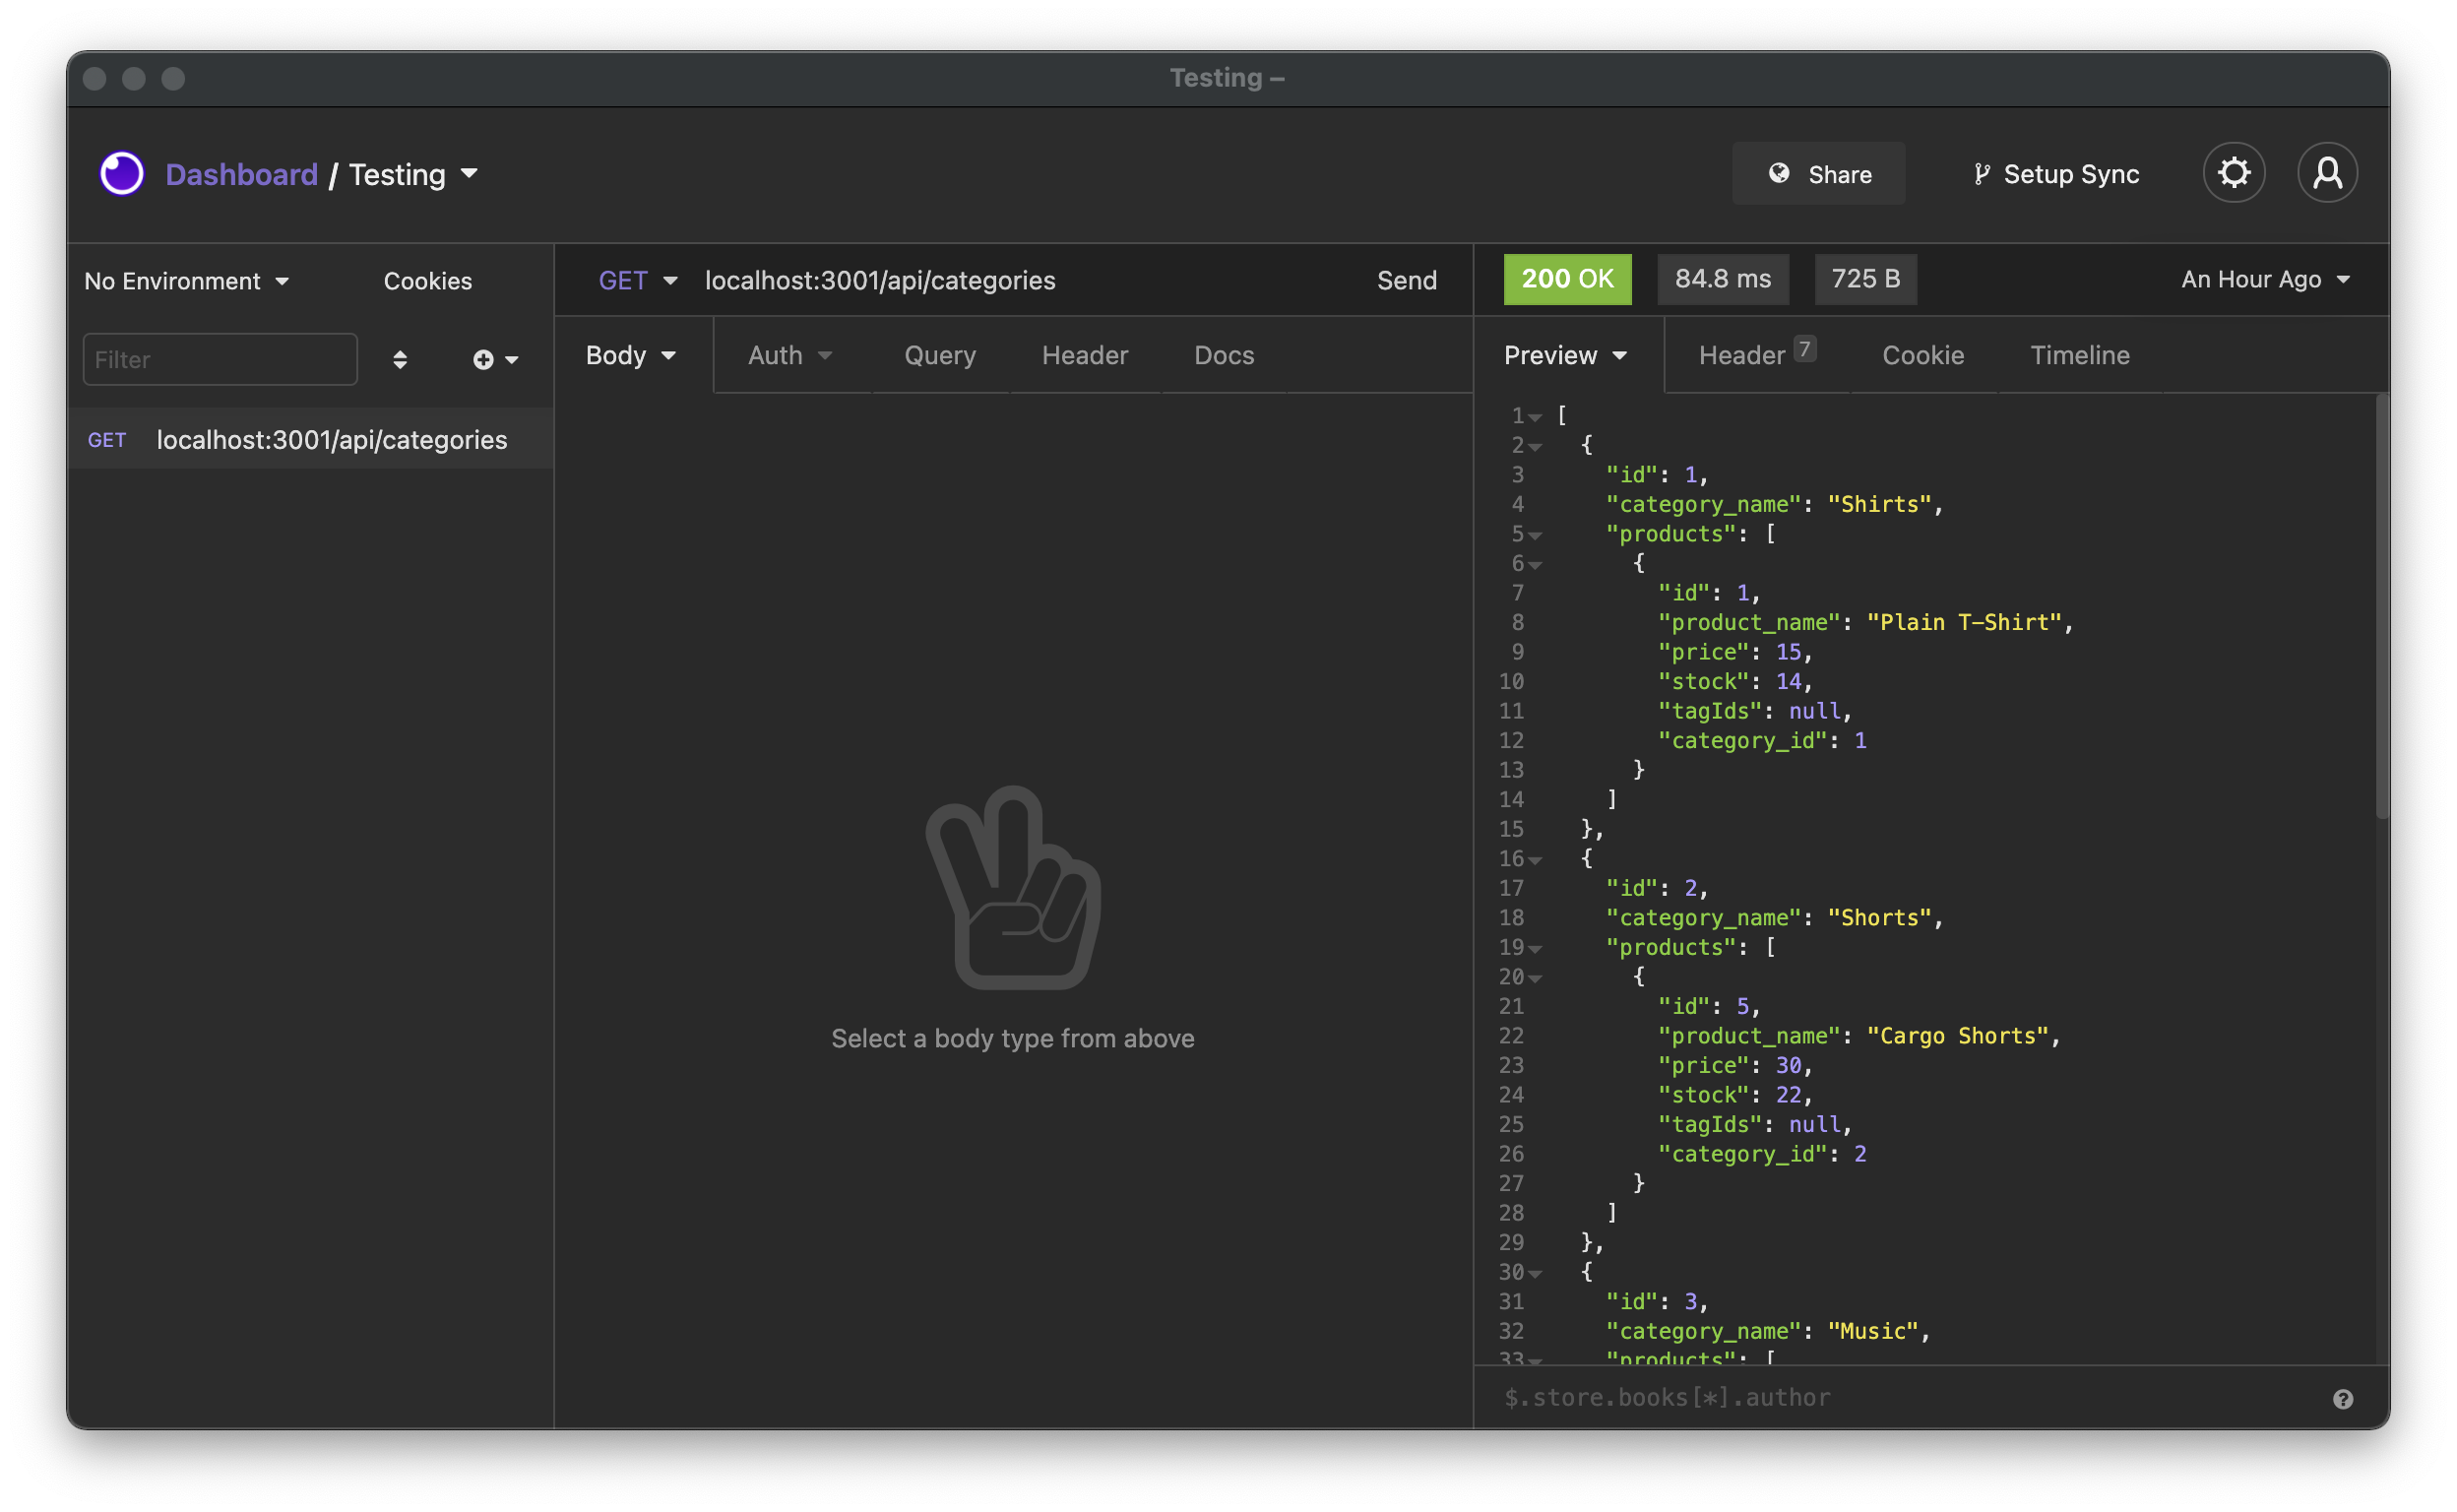 Testing –
Dashboard / Testing
Share
Setup Sync
No Environment
Cookies
Filter
GET localhost:3001/api/categories
GET localhost:3001/api/categories Send
Body Auth Query Header Docs
Select a body type from above
200 OK 84.8 ms 725 B An Hour Ago
Preview Header 7 Cookie Timeline
1 [
2 {
3 "id": 1,
4 "category_name": "Shirts",
5 "products": [
6 {
7 "id": 1,
8 "product_name": "Plain T-Shirt",
9 "price": 15,
10 "stock": 14,
11 "tagIds": null,
12 "category_id": 1
13 }
14 ]
15 },
16 {
17 "id": 2,
18 "category_name": "Shorts",
19 "products": [
20 {
21 "id": 5,
22 "product_name": "Cargo Shorts",
23 "price": 30,
24 "stock": 22,
25 "tagIds": null,
26 "category_id": 2
27 }
28 ]
29 },
30 {
31 "id": 3,
32 "category_name": "Music",
33 "products": [
$.store.books[*].author